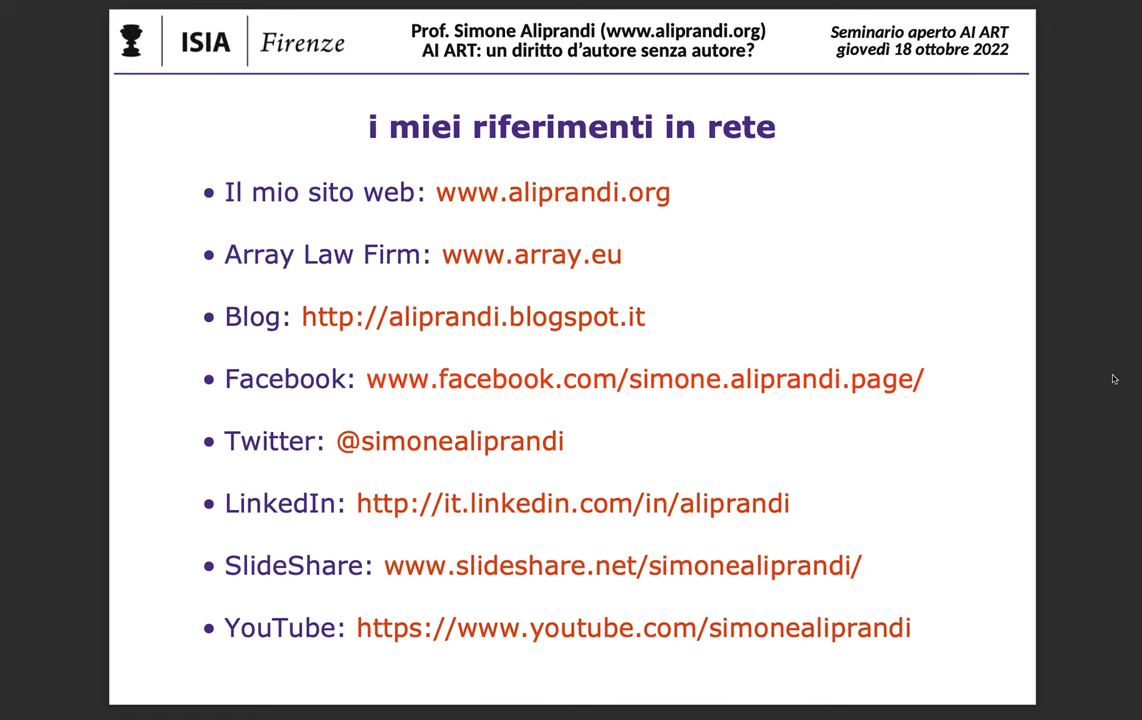 ISIA Firenze
Prof. Simone Aliprandi (www.aliprandi.org)
AI ART: un diritto d'autore senza autore?
Seminario aperto AI ART
giovedì 18 ottobre 2022
i miei riferimenti in rete
• Il mio sito web: www.aliprandi.org
• Array Law Firm: www.array.eu
• Blog: http://aliprandi.blogspot.it
• Facebook: www.facebook.com/simone.aliprandi.page/
• Twitter: @simonealiprandi
• LinkedIn: http://it.linkedin.com/in/aliprandi
• SlideShare: www.slideshare.net/simonealiprandi/
• YouTube: https://www.youtube.com/simonealiprandi